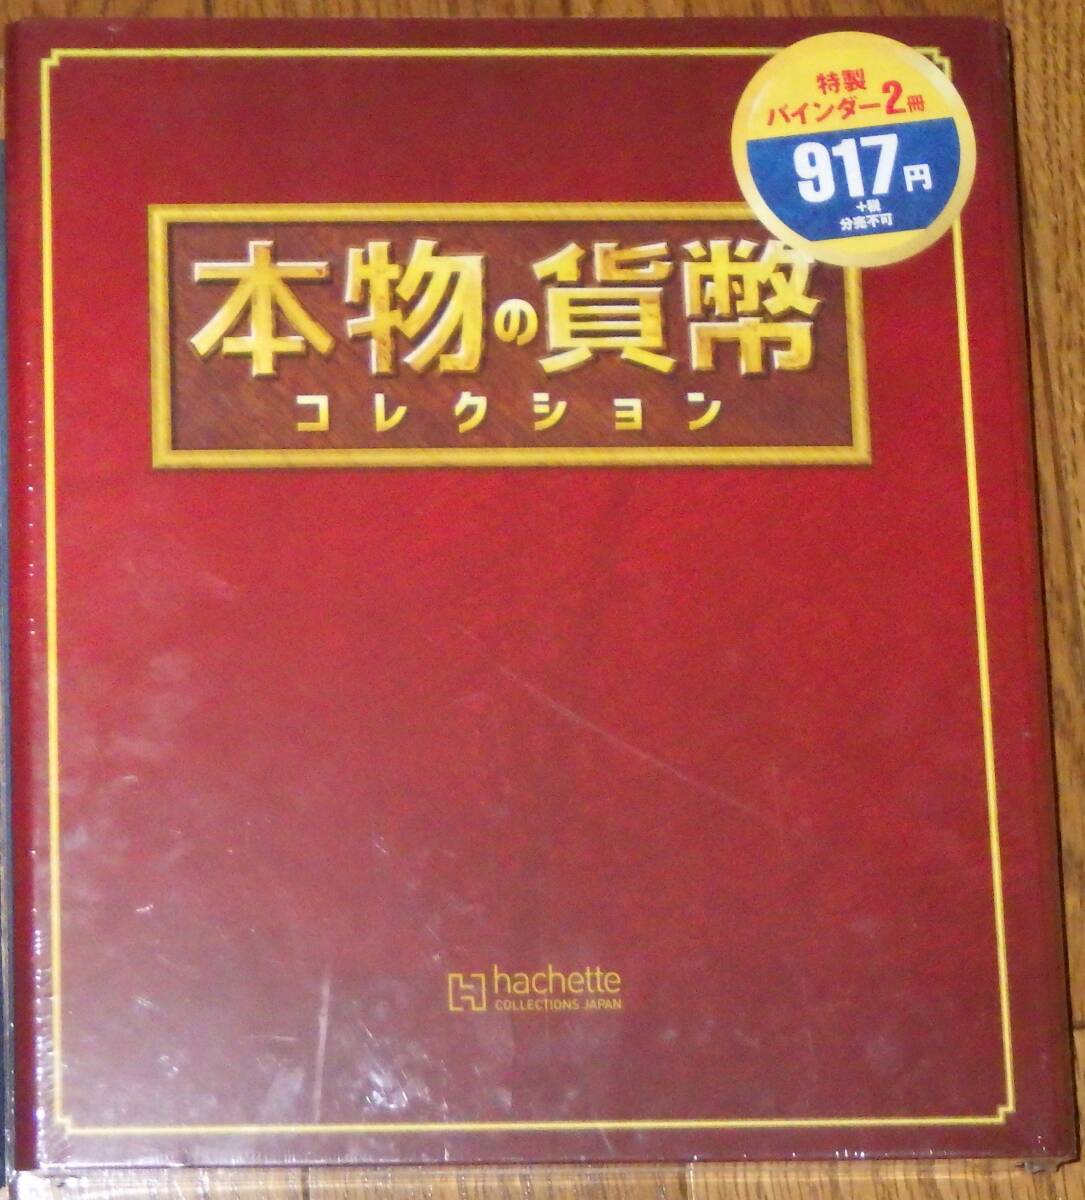 特製
バインダー2冊
917円
+税
分売不可
本物の貨幣
コレクション
hachette
COLLECTIONS JAPAN